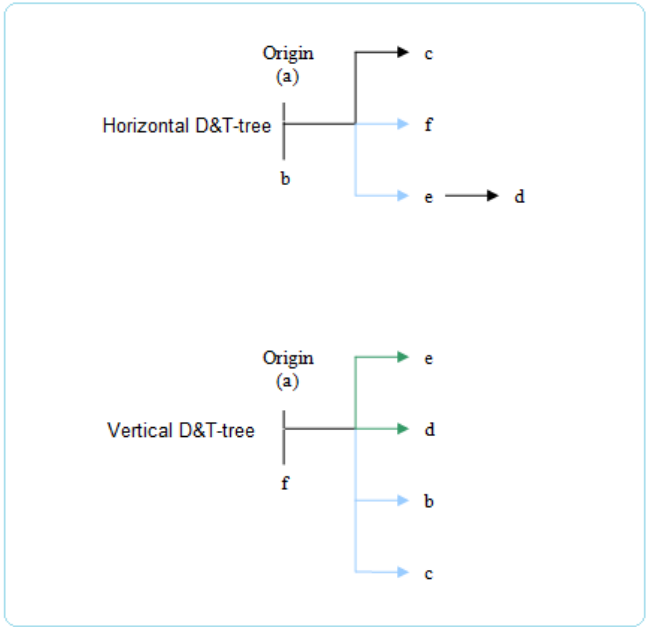 Origin
(a)
c
Horizontal D&T-tree
f
b
e
d
Origin
(a)
e
Vertical D&T-tree
d
f
b
c